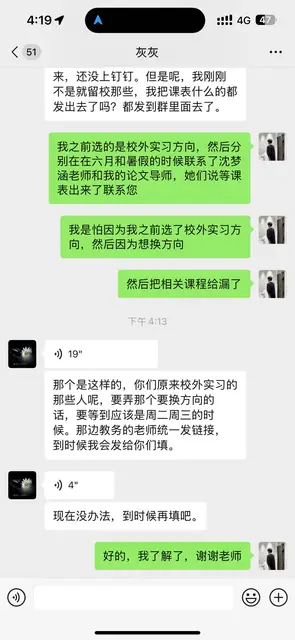 4:19
4G
47
51
灰灰
来，还没上钉钉。但是呢，我刚刚
不是就留校那些，我把课表什么的都
发出去了吗？都发到群里面去了。
我之前选的是校外实习方向，然后分
别在在六月和暑假的时候联系了沈梦
涵老师和我的论文导师，她们说等课
表出来了联系您
我是怕因为我之前选了校外实习方
向，然后因为想换方向
然后把相关课程给漏了
下午 4:13
19"
那个是这样的，你们原来校外实习的
那些人呢，要弄那个要换方向的
话，要等到应该是周二周三的时
候。那边教务的老师统一发链接，
到时候我会发给你们填。
4"
现在没办法，到时候再填吧。
好的，我了解了，谢谢老师